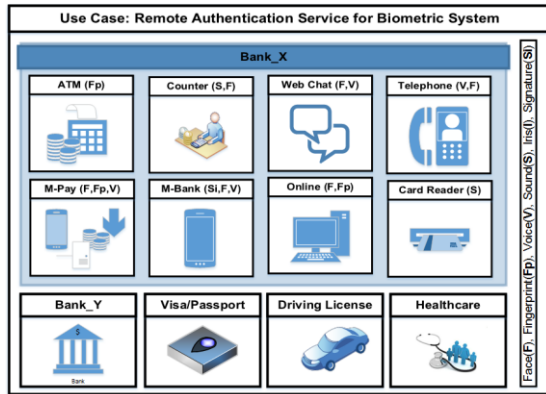 Use Case: Remote Authentication Service for Biometric System
Bank_X
ATM (Fp)
Counter (S,F)
Web Chat (F,V)
Telephone (V,F)
M-Pay (F,Fp,V)
M-Bank (Si,F,V)
Online (F,Fp)
Card Reader (S)
Bank_Y
Visa/Passport
Driving License
Healthcare
$
Bank
Face(F), Fingerprint(Fp), Voice(V), Sound(S), Iris(I), Signature(Si)